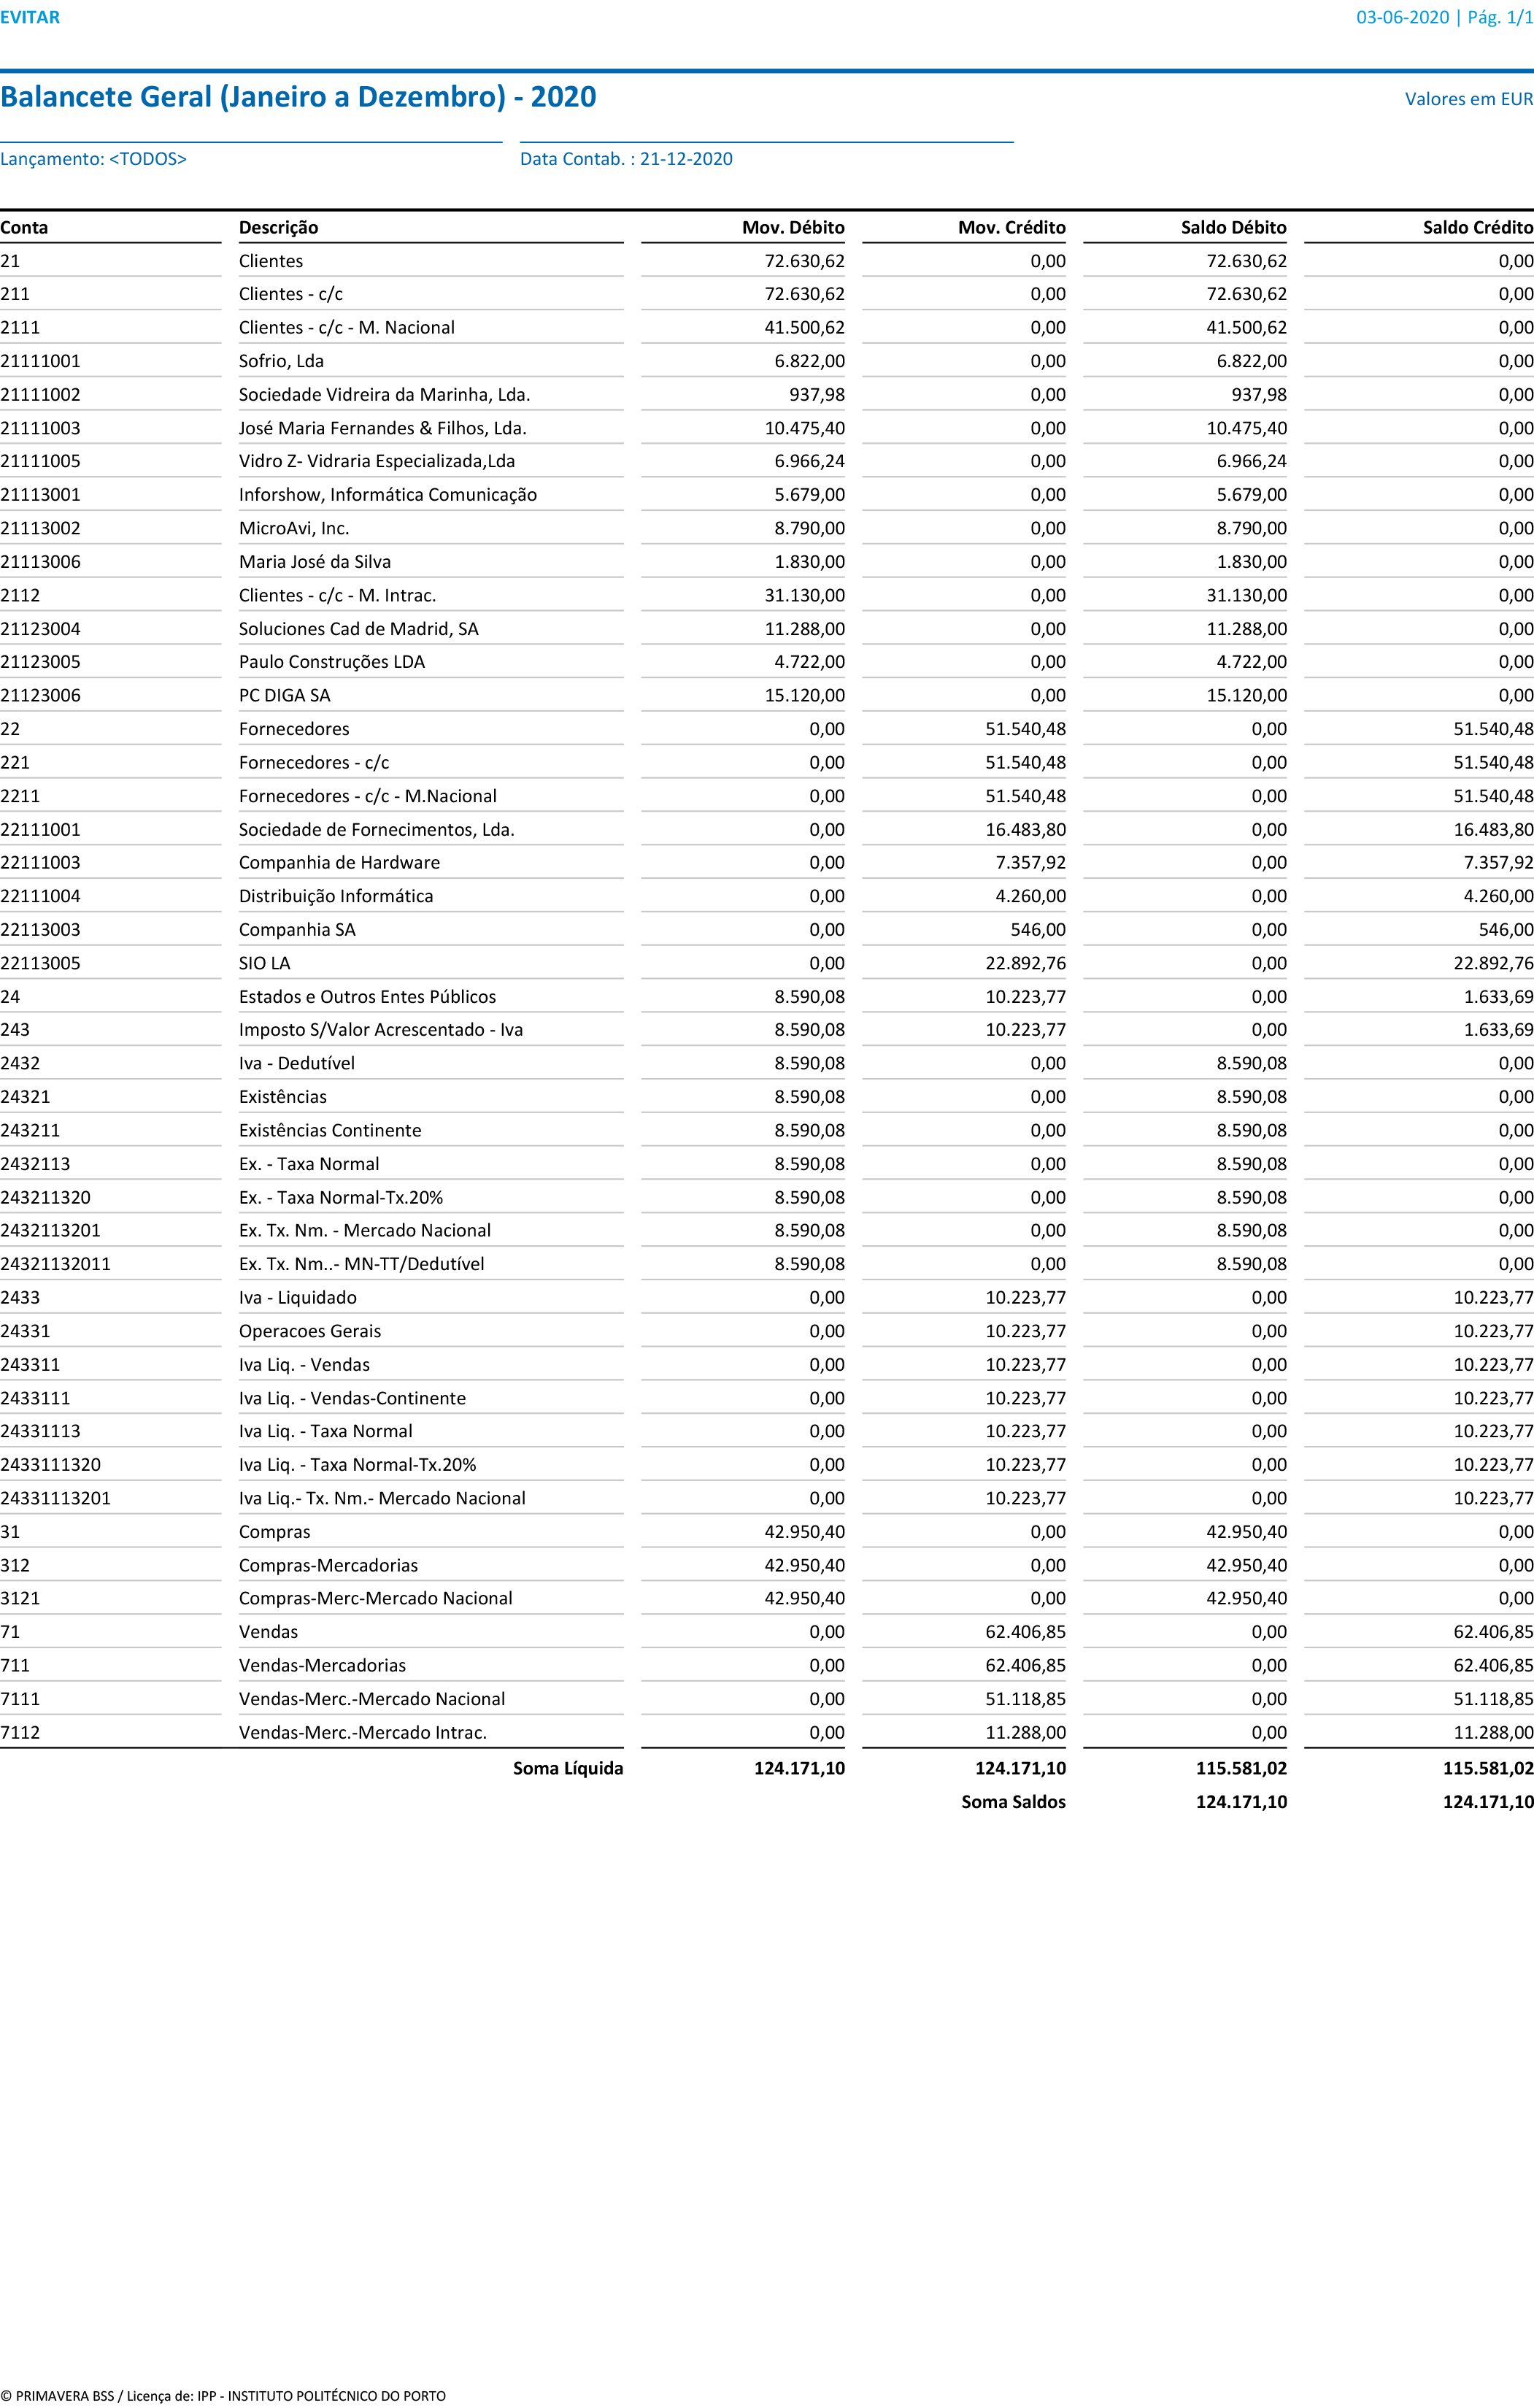 EVITAR 03-06-2020 | Pág. 1/1
Balancete Geral (Janeiro a Dezembro) - 2020 Valores em EUR
Lançamento: <TODOS> Data Contab. : 21-12-2020
Conta Descrição Mov. Débito Mov. Crédito Saldo Débito Saldo Crédito
21 Clientes 72.630,62 0,00 72.630,62 0,00
211 Clientes - c/c 72.630,62 0,00 72.630,62 0,00
2111 Clientes - c/c - M. Nacional 41.500,62 0,00 41.500,62 0,00
21111001 Sofrio, Lda 6.822,00 0,00 6.822,00 0,00
21111002 Sociedade Vidreira da Marinha, Lda. 937,98 0,00 937,98 0,00
21111003 José Maria Fernandes & Filhos, Lda. 10.475,40 0,00 10.475,40 0,00
21111005 Vidro Z- Vidraria Especializada,Lda 6.966,24 0,00 6.966,24 0,00
21113001 Inforshow, Informática Comunicação 5.679,00 0,00 5.679,00 0,00
21113002 MicroAvi, Inc. 8.790,00 0,00 8.790,00 0,00
21113006 Maria José da Silva 1.830,00 0,00 1.830,00 0,00
2112 Clientes - c/c - M. Intrac. 31.130,00 0,00 31.130,00 0,00
21123004 Soluciones Cad de Madrid, SA 11.288,00 0,00 11.288,00 0,00
21123005 Paulo Construções LDA 4.722,00 0,00 4.722,00 0,00
21123006 PC DIGA SA 15.120,00 0,00 15.120,00 0,00
22 Fornecedores 0,00 51.540,48 0,00 51.540,48
221 Fornecedores - c/c 0,00 51.540,48 0,00 51.540,48
2211 Fornecedores - c/c - M.Nacional 0,00 51.540,48 0,00 51.540,48
22111001 Sociedade de Fornecimentos, Lda. 0,00 16.483,80 0,00 16.483,80
22111003 Companhia de Hardware 0,00 7.357,92 0,00 7.357,92
22111004 Distribuição Informática 0,00 4.260,00 0,00 4.260,00
22113003 Companhia SA 0,00 546,00 0,00 546,00
22113005 SIO LA 0,00 22.892,76 0,00 22.892,76
24 Estados e Outros Entes Públicos 8.590,08 10.223,77 0,00 1.633,69
243 Imposto S/Valor Acrescentado - Iva 8.590,08 10.223,77 0,00 1.633,69
2432 Iva - Dedutível 8.590,08 0,00 8.590,08 0,00
24321 Existências 8.590,08 0,00 8.590,08 0,00
243211 Existências Continente 8.590,08 0,00 8.590,08 0,00
2432113 Ex. - Taxa Normal 8.590,08 0,00 8.590,08 0,00
243211320 Ex. - Taxa Normal-Tx.20% 8.590,08 0,00 8.590,08 0,00
2432113201 Ex. Tx. Nm. - Mercado Nacional 8.590,08 0,00 8.590,08 0,00
24321132011 Ex. Tx. Nm..- MN-TT/Dedutível 8.590,08 0,00 8.590,08 0,00
2433 Iva - Liquidado 0,00 10.223,77 0,00 10.223,77
24331 Operacoes Gerais 0,00 10.223,77 0,00 10.223,77
243311 Iva Liq. - Vendas 0,00 10.223,77 0,00 10.223,77
2433111 Iva Liq. - Vendas-Continente 0,00 10.223,77 0,00 10.223,77
24331113 Iva Liq. - Taxa Normal 0,00 10.223,77 0,00 10.223,77
2433111320 Iva Liq. - Taxa Normal-Tx.20% 0,00 10.223,77 0,00 10.223,77
24331113201 Iva Liq.- Tx. Nm.- Mercado Nacional 0,00 10.223,77 0,00 10.223,77
31 Compras 42.950,40 0,00 42.950,40 0,00
312 Compras-Mercadorias 42.950,40 0,00 42.950,40 0,00
3121 Compras-Merc-Mercado Nacional 42.950,40 0,00 42.950,40 0,00
71 Vendas 0,00 62.406,85 0,00 62.406,85
711 Vendas-Mercadorias 0,00 62.406,85 0,00 62.406,85
7111 Vendas-Merc.-Mercado Nacional 0,00 51.118,85 0,00 51.118,85
7112 Vendas-Merc.-Mercado Intrac. 0,00 11.288,00 0,00 11.288,00
Soma Líquida 124.171,10 124.171,10 115.581,02 115.581,02
Soma Saldos 124.171,10 124.171,10
© PRIMAVERA BSS / Licença de: IPP - INSTITUTO POLITÉCNICO DO PORTO